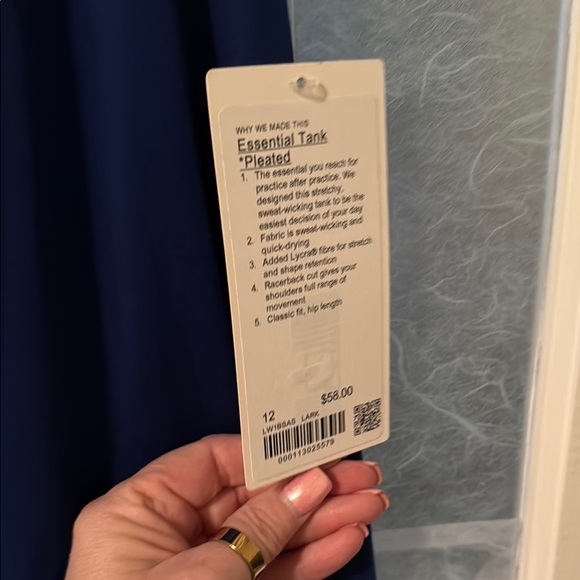 WHY WE MADE THIS
Essential Tank
*Pleated
1. The essential you reach for
practice after practice. We
designed this stretchy,
sweat-wicking tank to be the
easiest decision of your day
2. Fabric is sweat-wicking and
quick-drying
3. Added Lycra® fibre for stretch
and shape retention
4. Racerback cut gives your
shoulders full range of
movement
5. Classic fit, hip length
12 $58.00
LW1BSAS LARK
000113025579